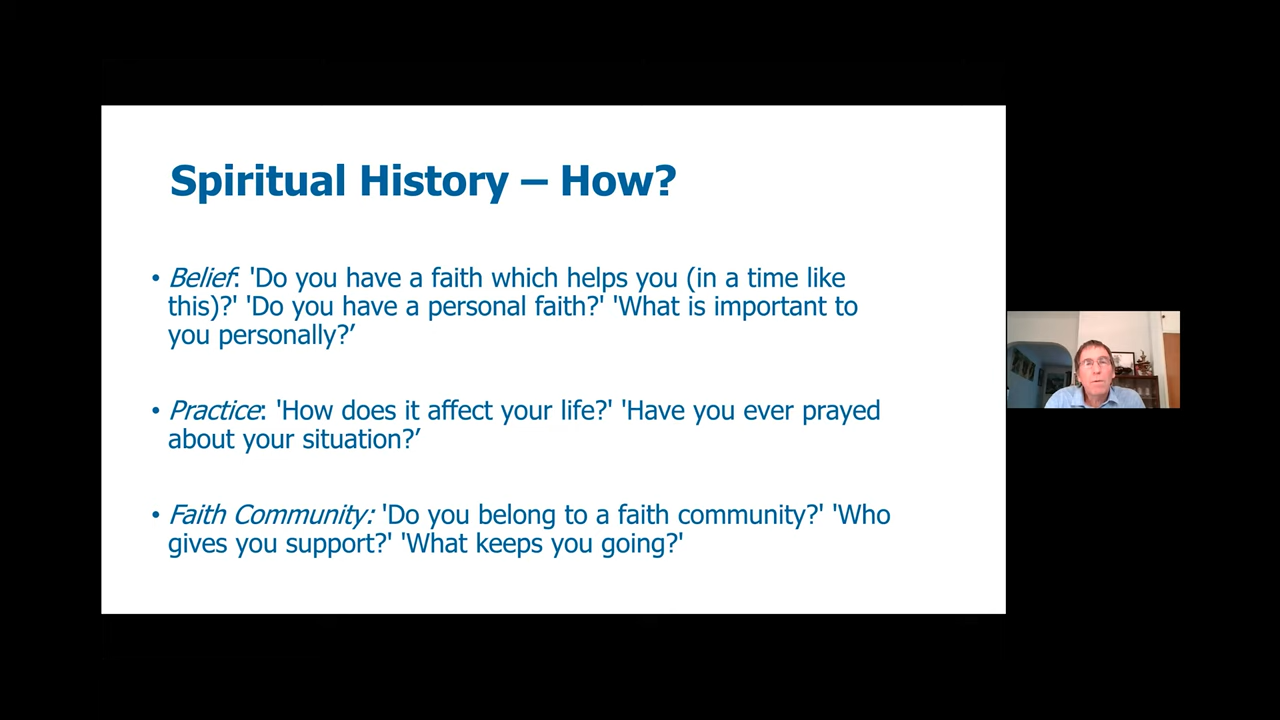 Spiritual History – How?
• Belief: 'Do you have a faith which helps you (in a time like
this)?' 'Do you have a personal faith?' 'What is important to
you personally?’
• Practice: 'How does it affect your life?' 'Have you ever prayed
about your situation?’
• Faith Community: 'Do you belong to a faith community?' 'Who
gives you support?' 'What keeps you going?'